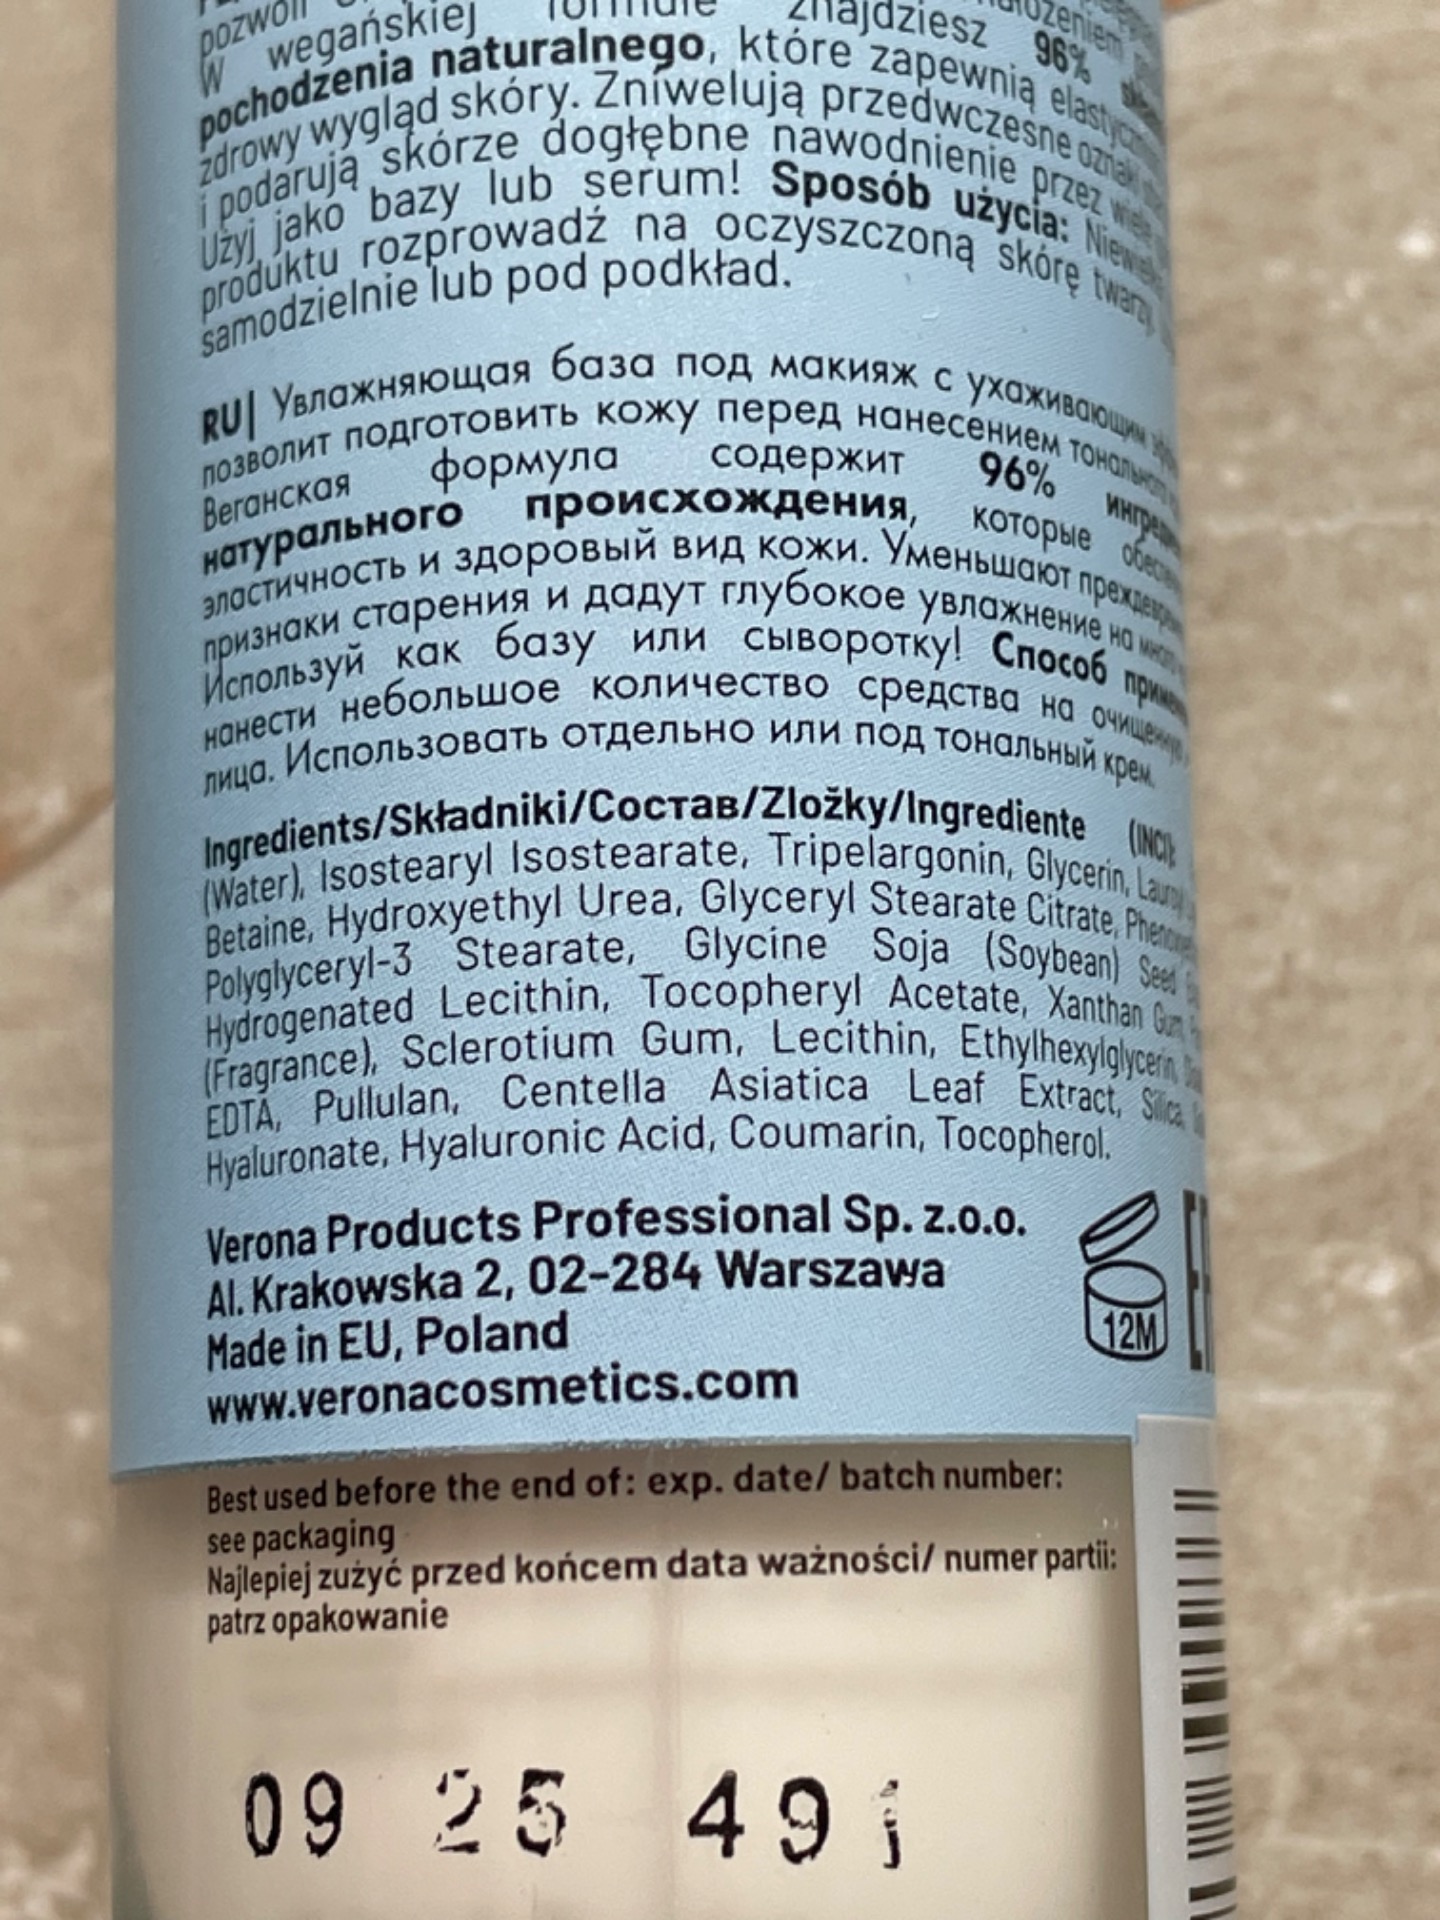 pozwoli
W wegańskiej formule znajdziesz 96%
pochodzenia naturalnego, które zapewnią
zdrowy wygląd skóry. Zniwelują przedwczesne
i podarują skórze dogłębne nawodnienie przez
Użyj jako bazy lub serum! Sposób użycia:
produktu rozprowadź na oczyszczoną skórę twarzy,
samodzielnie lub pod podkład.
RU| Увлажняющая база под макияж с ухаживающим
позволит подготовить кожу перед нанесением
Веганская формула содержит 96%
натурального происхождения, которые
эластичность и здоровый вид кожи. Уменьшают
признаки старения и дадут глубокое увлажнение на
Используй как базу или сыворотку! Способ
нанести небольшое количество средства на
лица. Использовать отдельно или под тональный крем.
Ingredients/Składniki/Состав/Zložky/Ingrediente (INCI):
(Water), Isostearyl Isostearate, Tripelargonin, Glycerin,
Betaine, Hydroxyethyl Urea, Glyceryl Stearate Citrate,
Polyglyceryl-3 Stearate, Glycine Soja (Soybean) Seed
Hydrogenated Lecithin, Tocopheryl Acetate, Xanthan Gum,
(Fragrance), Sclerotium Gum, Lecithin, Ethylhexylglycerin,
EDTA, Pullulan, Centella Asiatica Leaf Extract, Silica,
Hyaluronate, Hyaluronic Acid, Coumarin, Tocopherol.
Verona Products Professional Sp. z.o.o.
Al. Krakowska 2, 02-284 Warszawa
Made in EU, Poland
www.veronacosmetics.com
12M
Best used before the end of: exp. date/ batch number:
see packaging
Najlepiej zużyć przed końcem data ważności/ numer partii:
patrz opakowanie
09 25 49